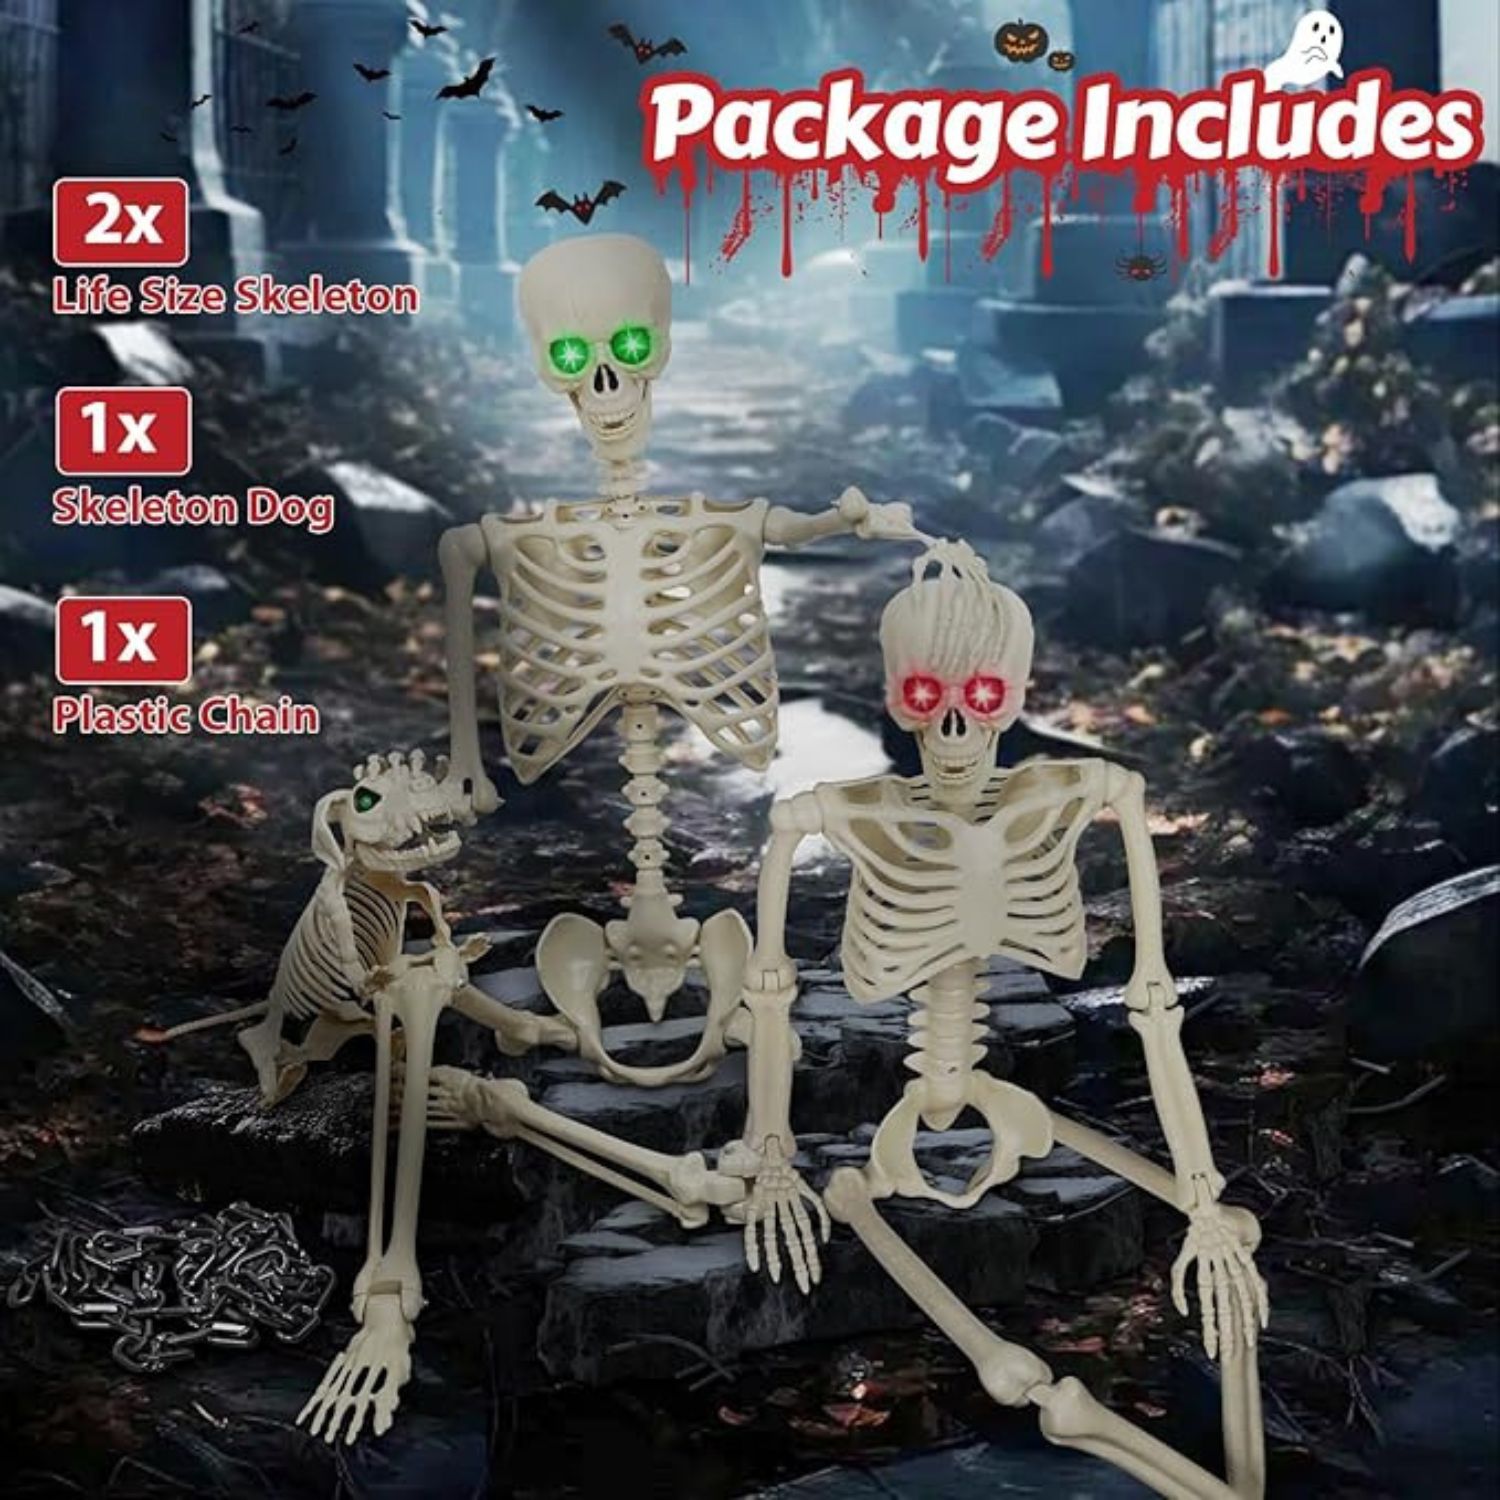 Package Includes
2x
Life Size Skeleton
1x
Skeleton Dog
1x
Plastic Chain